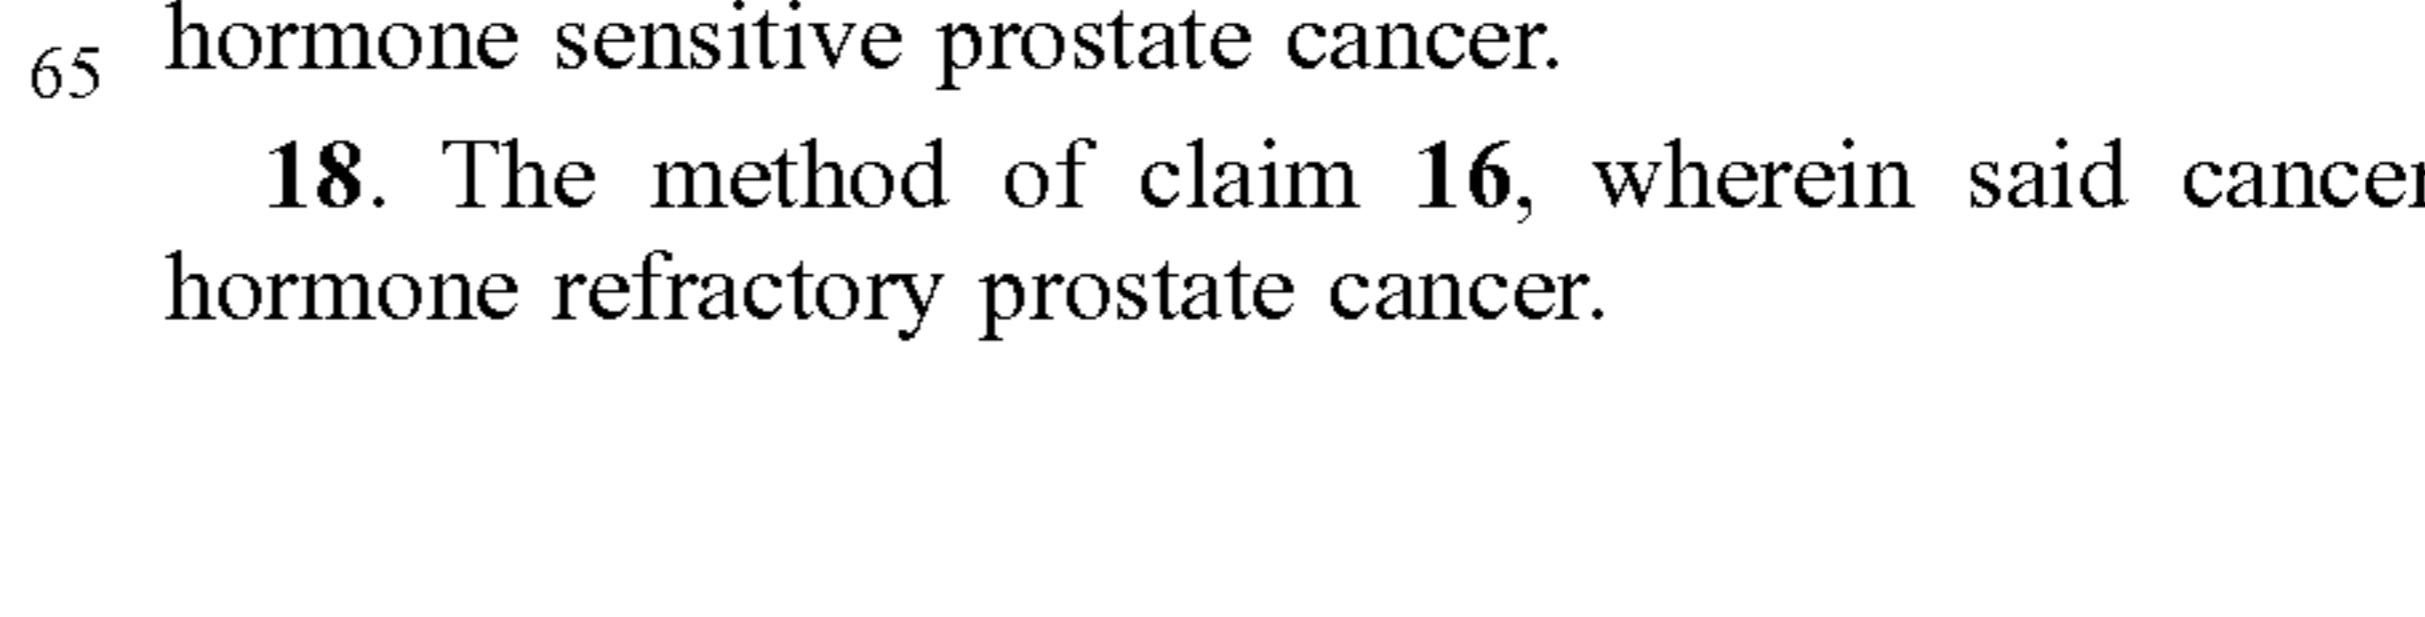 65 hormone sensitive prostate cancer.
18. The method of claim 16, wherein said cancer
hormone refractory prostate cancer.